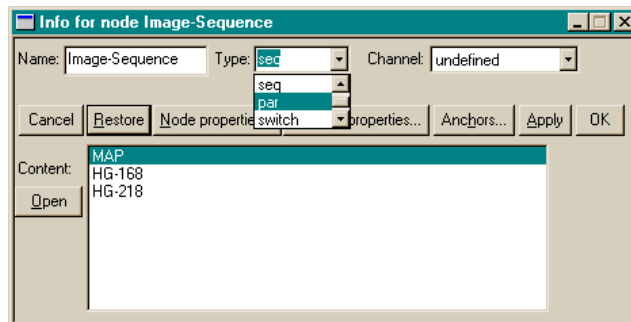 Info for node Image-Sequence
Name: Image-Sequence Type: seq Channel: undefined
seq
par
switch
Cancel Restore Node properties properties... Anchors... Apply OK
Content:
Open
MAP
HG-168
HG-218